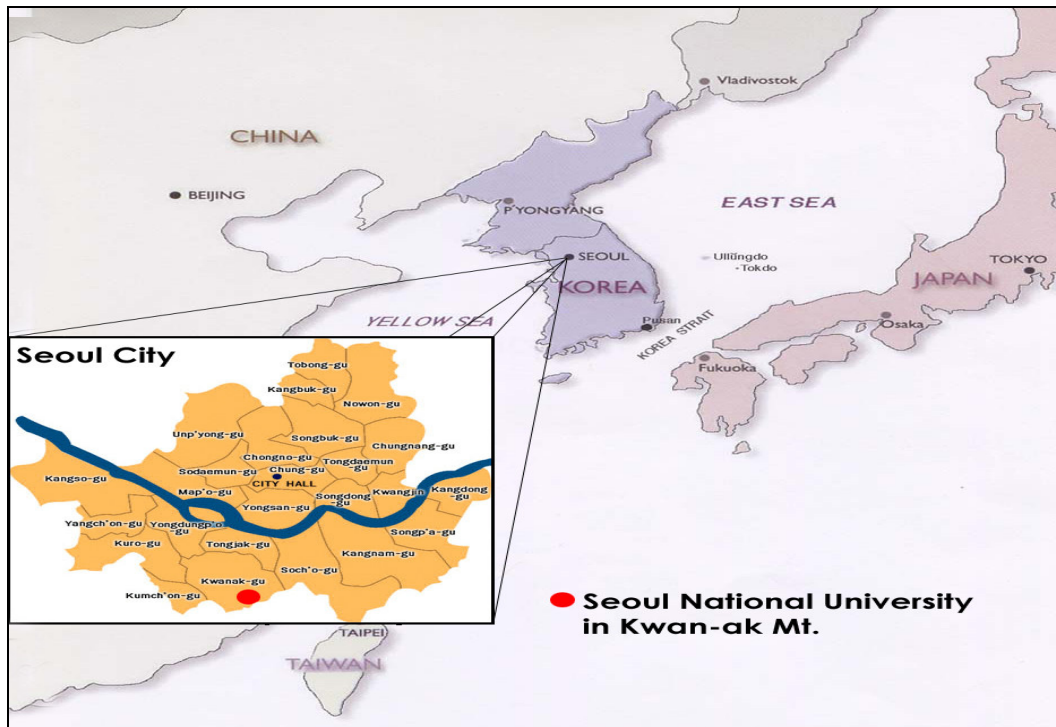 Vladivostok
CHINA
BEIJING
P'YONGYANG
EAST SEA
SEOUL
Ullŭngdo
Tokdo
TOKYO
KOREA
JAPAN
YELLOW SEA
Pusan
KOREA STRAIT
Osaka
Fukuoka
Seoul City
Tobong-gu
Kangbuk-gu
Nowon-gu
Unp'yong-gu
Songbuk-gu
Chungnang-gu
Chongno-gu
Tongdaemun
-gu
Sodaemun-gu
Chung-gu
Kangso-gu
CITY HALL
Map'o-gu
Songdong
-gu
Kwangjin
Kangdong
-gu
Yongsan-gu
Yangch'on-gu
Yongdungp'o
-gu
Songp'a-gu
Kuro-gu
Tongjak-gu
Kangnam-gu
Soch'o-gu
Kwanak-gu
Kumch'on-gu
Seoul National University
in Kwan-ak Mt.
TAIPEI
TAIWAN